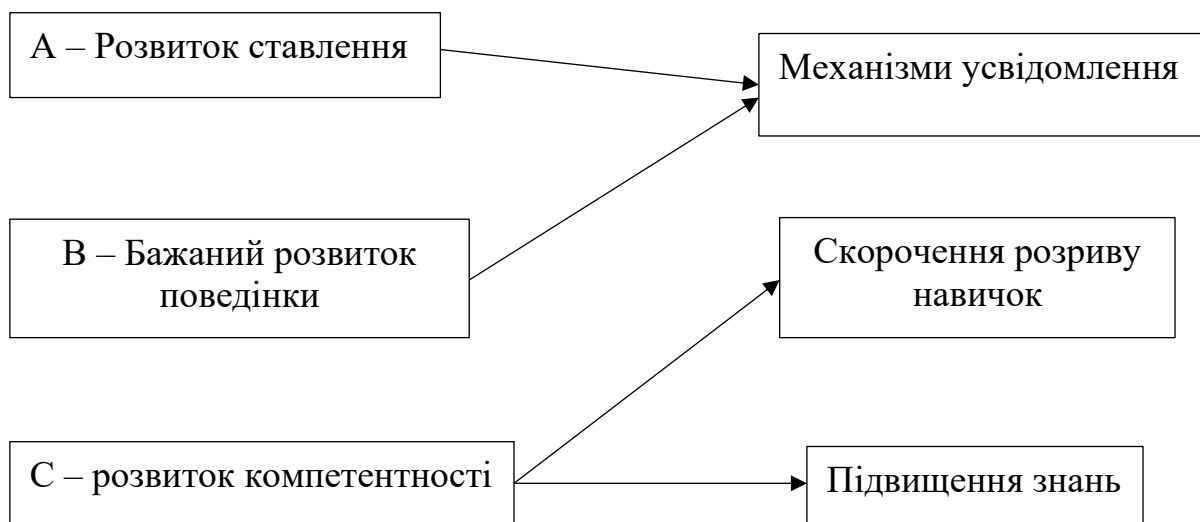 А – Розвиток ставлення
Механізми усвідомлення
В – Бажаний розвиток
поведінки
Скорочення розриву
навичок
С – розвиток компетентності
Підвищення знань